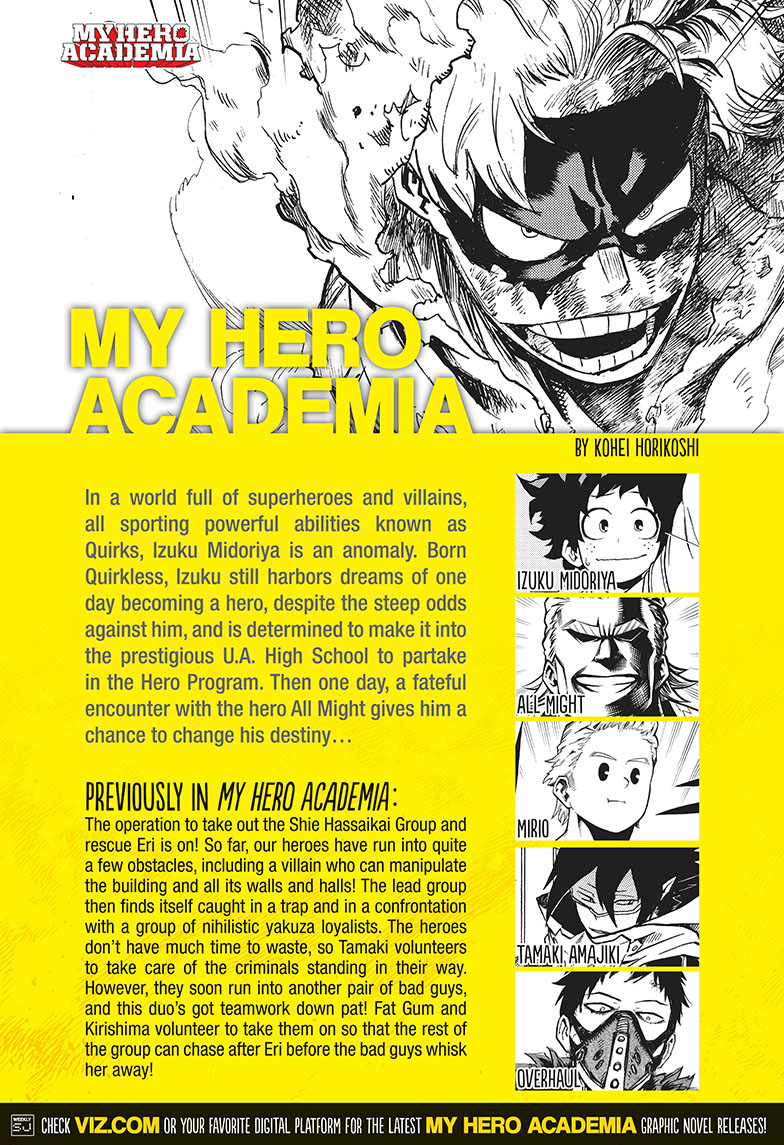 MY HERO
ACADEMIA
MY HERO
ACADEMIA
BY KOHEI HORIKOSHI
In a world full of superheroes and villains,
all sporting powerful abilities known as
Quirks, Izuku Midoriya is an anomaly. Born
Quirkless, Izuku still harbors dreams of one
day becoming a hero, despite the steep odds
against him, and is determined to make it into
the prestigious U.A. High School to partake
in the Hero Program. Then one day, a fateful
encounter with the hero All Might gives him a
chance to change his destiny…
PREVIOUSLY IN MY HERO ACADEMIA:
The operation to take out the Shie Hassaikai Group and
rescue Eri is on! So far, our heroes have run into quite
a few obstacles, including a villain who can manipulate
the building and all its walls and halls! The lead group
then finds itself caught in a trap and in a confrontation
with a group of nihilistic yakuza loyalists. The heroes
don't have much time to waste, so Tamaki volunteers
to take care of the criminals standing in their way.
However, they soon run into another pair of bad guys,
and this duo's got teamwork down pat! Fat Gum and
Kirishima volunteer to take them on so that the rest of
the group can chase after Eri before the bad guys whisk
her away!
IZUKU MIDORIYA
ALL MIGHT
MIRIO
TAMAKI AMAJIKI
OVERHAUL
WEEKLY
SJ
CHECK VIZ.COM OR YOUR FAVORITE DIGITAL PLATFORM FOR THE LATEST MY HERO ACADEMIA GRAPHIC NOVEL RELEASES!